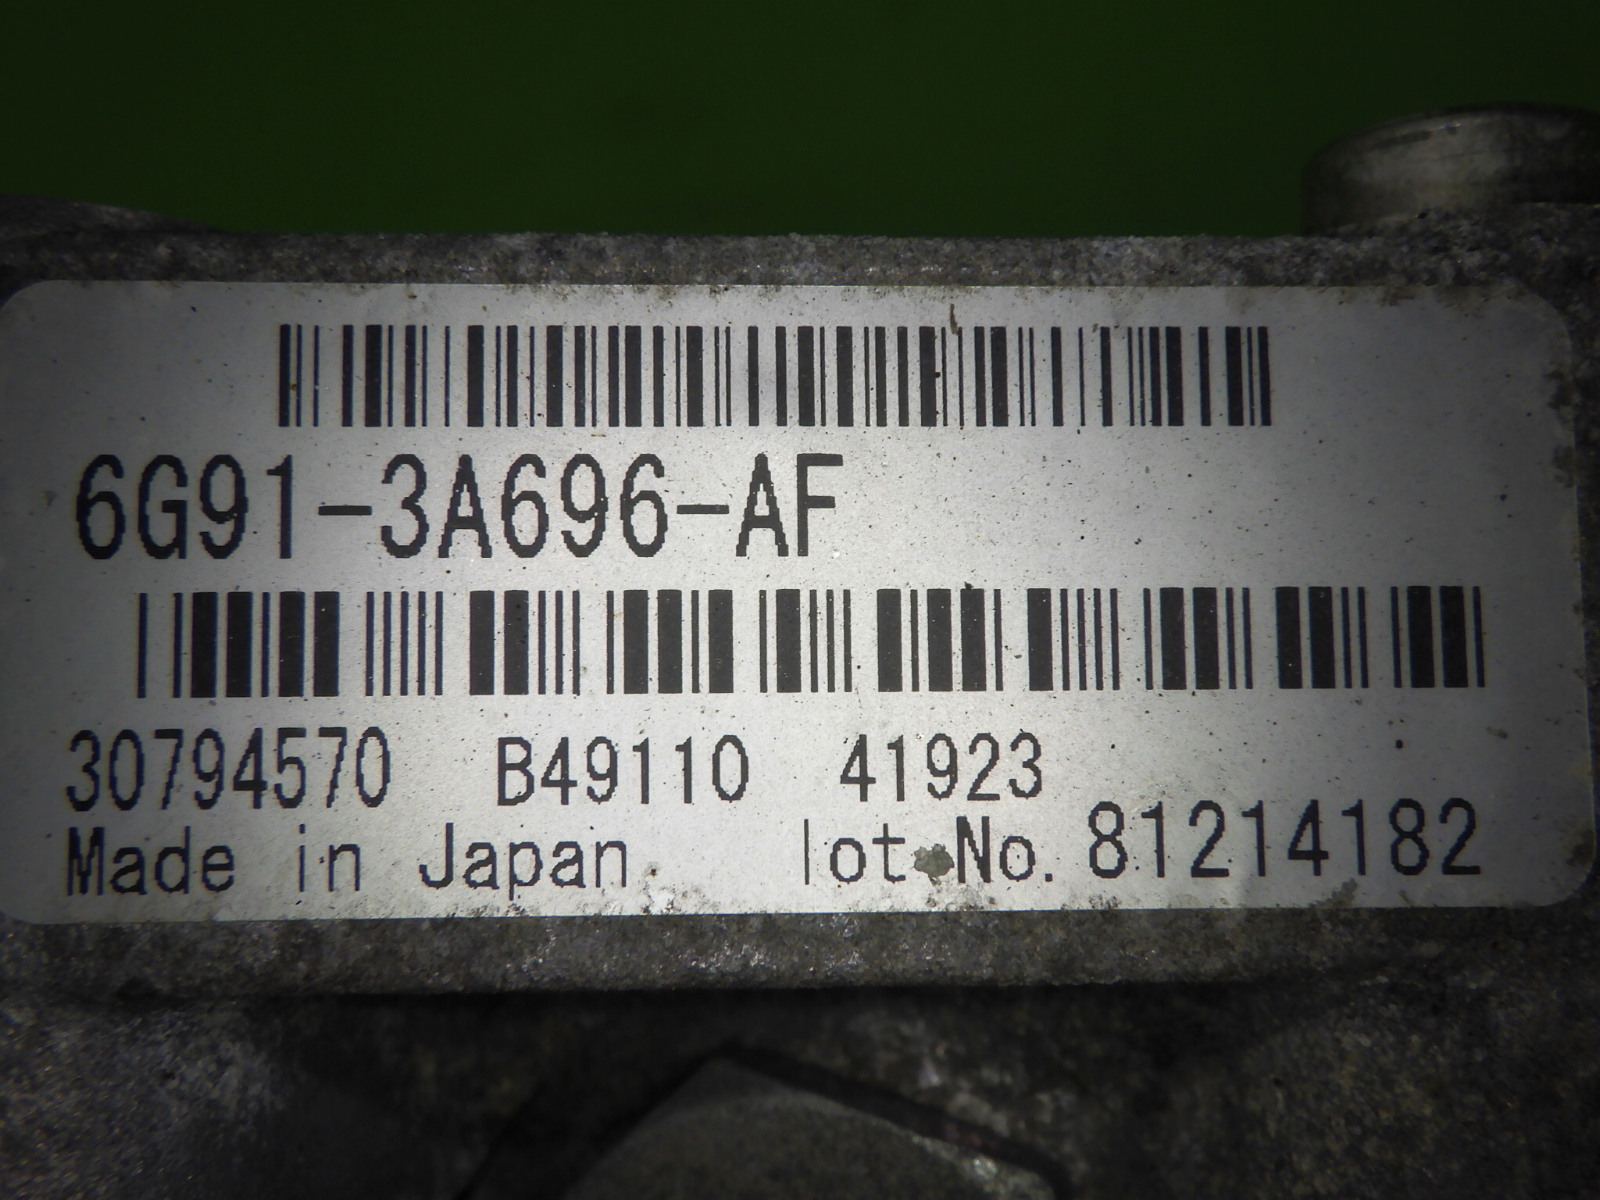 6G91-3A696-AF
30794570 B49110 41923
Made in Japan lot No. 81214182